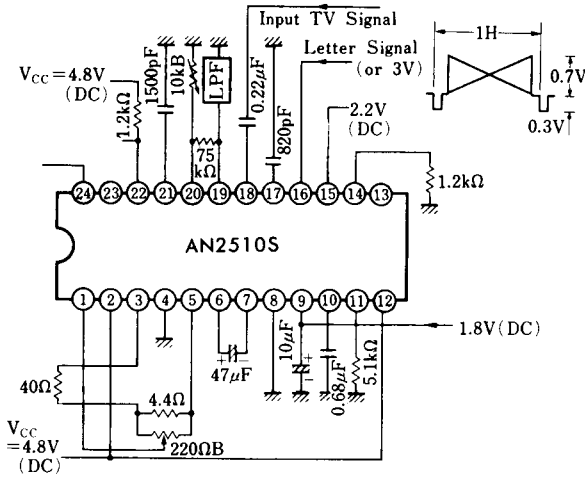 Input TV Signal
Letter Signal
(or 3V)
1H
0.7V
0.3V
VCC=4.8V
(DC)
1.2kΩ
1500pF
10kB
LPF
75
kΩ
0.22μF
820pF
2.2V
(DC)
1.2kΩ
24 23 22 21 20 19 18 17 16 15 14 13
AN2510S
1 2 3 4 5 6 7 8 9 10 11 12
+ −
47μF
10μF
+
−
0.68μF
5.1kΩ
1.8V(DC)
40Ω
4.4Ω
220ΩB
VCC
=4.8V
(DC)